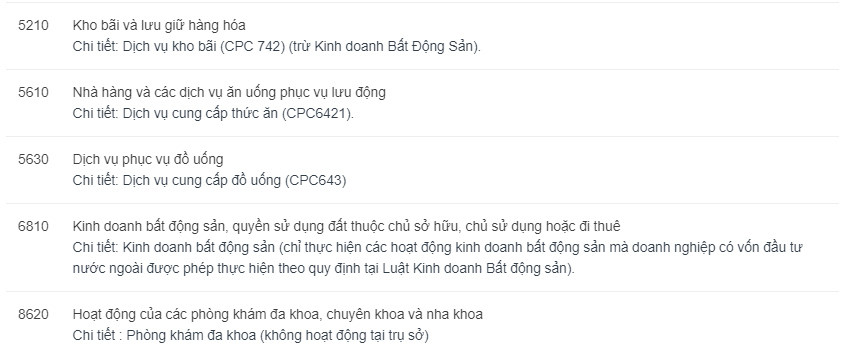 5210 Kho bãi và lưu giữ hàng hóa
Chi tiết: Dịch vụ kho bãi (CPC 742) (trừ Kinh doanh Bất Động Sản).
5610 Nhà hàng và các dịch vụ ăn uống phục vụ lưu động
Chi tiết: Dịch vụ cung cấp thức ăn (CPC6421).
5630 Dịch vụ phục vụ đồ uống
Chi tiết: Dịch vụ cung cấp đồ uống (CPC643)
6810 Kinh doanh bất động sản, quyền sử dụng đất thuộc chủ sở hữu, chủ sử dụng hoặc đi thuê
Chi tiết: Kinh doanh bất động sản (chỉ thực hiện các hoạt động kinh doanh bất động sản mà doanh nghiệp có vốn đầu tư
nước ngoài được phép thực hiện theo quy định tại Luật Kinh doanh Bất động sản).
8620 Hoạt động của các phòng khám đa khoa, chuyên khoa và nha khoa
Chi tiết : Phòng khám đa khoa (không hoạt động tại trụ sở)